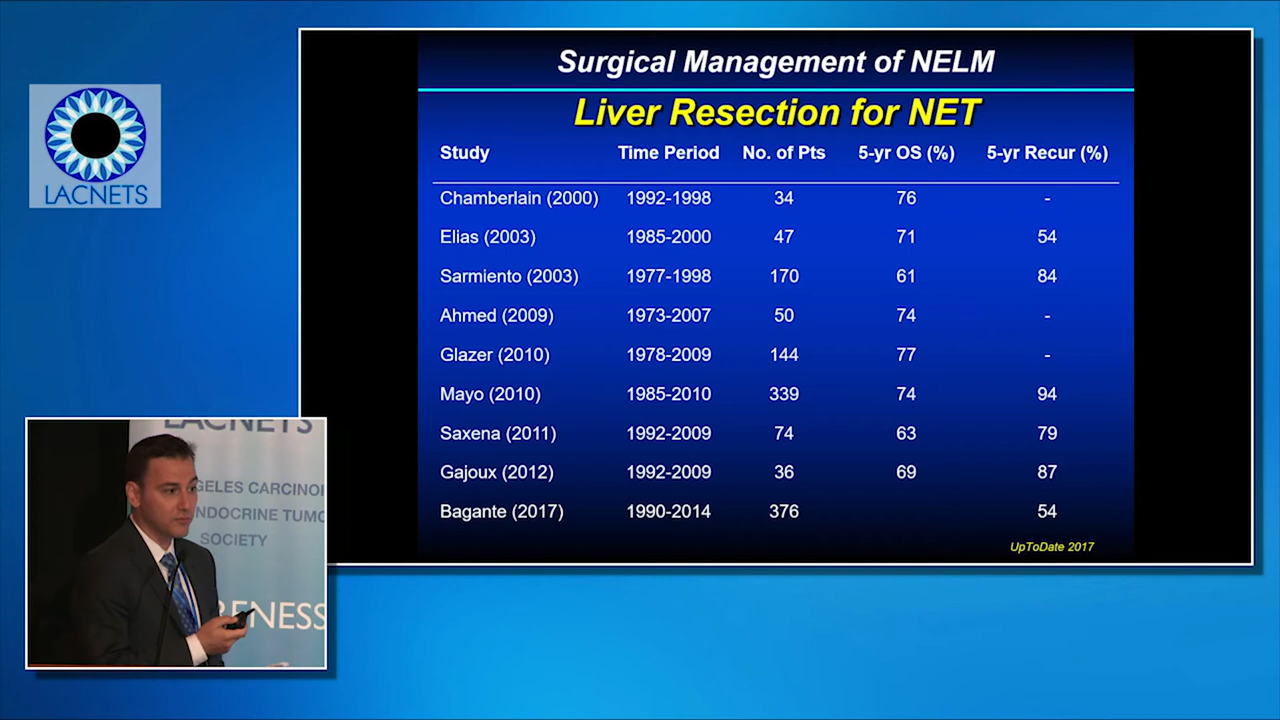 Surgical Management of NELM
Liver Resection for NET
Study Time Period No. of Pts 5-yr OS (%) 5-yr Recur (%)
Chamberlain (2000) 1992-1998 34 76 -
Elias (2003) 1985-2000 47 71 54
Sarmiento (2003) 1977-1998 170 61 84
Ahmed (2009) 1973-2007 50 74 -
Glazer (2010) 1978-2009 144 77 -
Mayo (2010) 1985-2010 339 74 94
Saxena (2011) 1992-2009 74 63 79
Gajoux (2012) 1992-2009 36 69 87
Bagante (2017) 1990-2014 376 54
UpToDate 2017
LACNETS
LACNETS
GELES CARCINOI
NDOCRINE TUMO
SOCIETY
RENESS